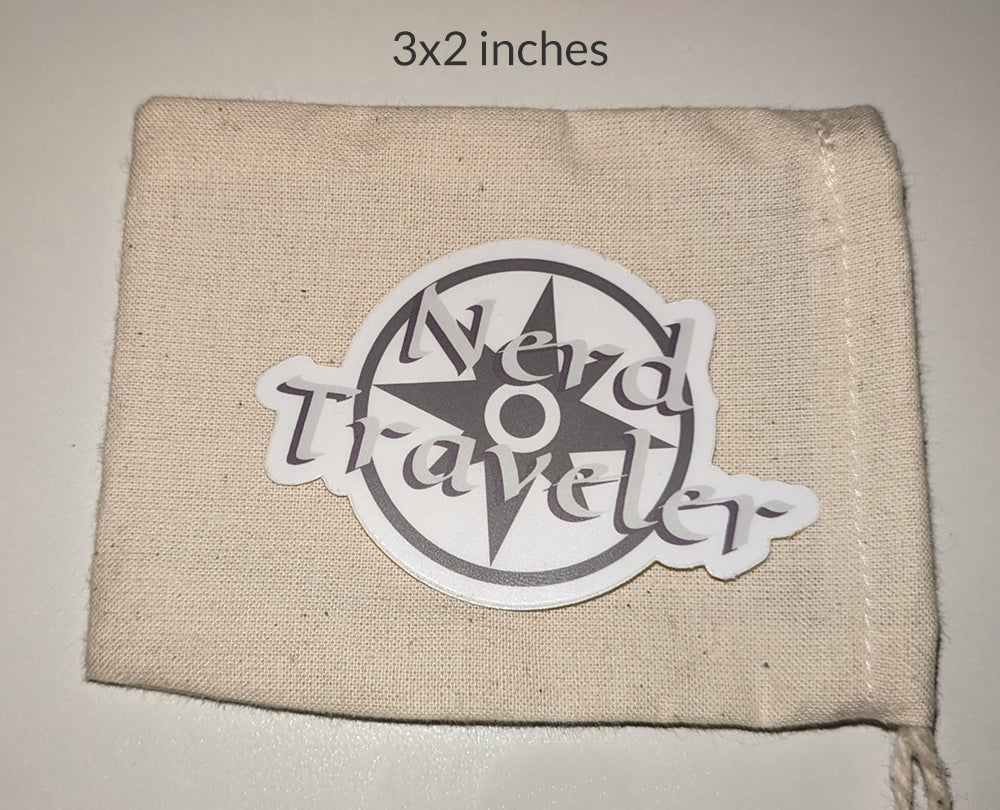 3x2 inches
Nerd
Traveler